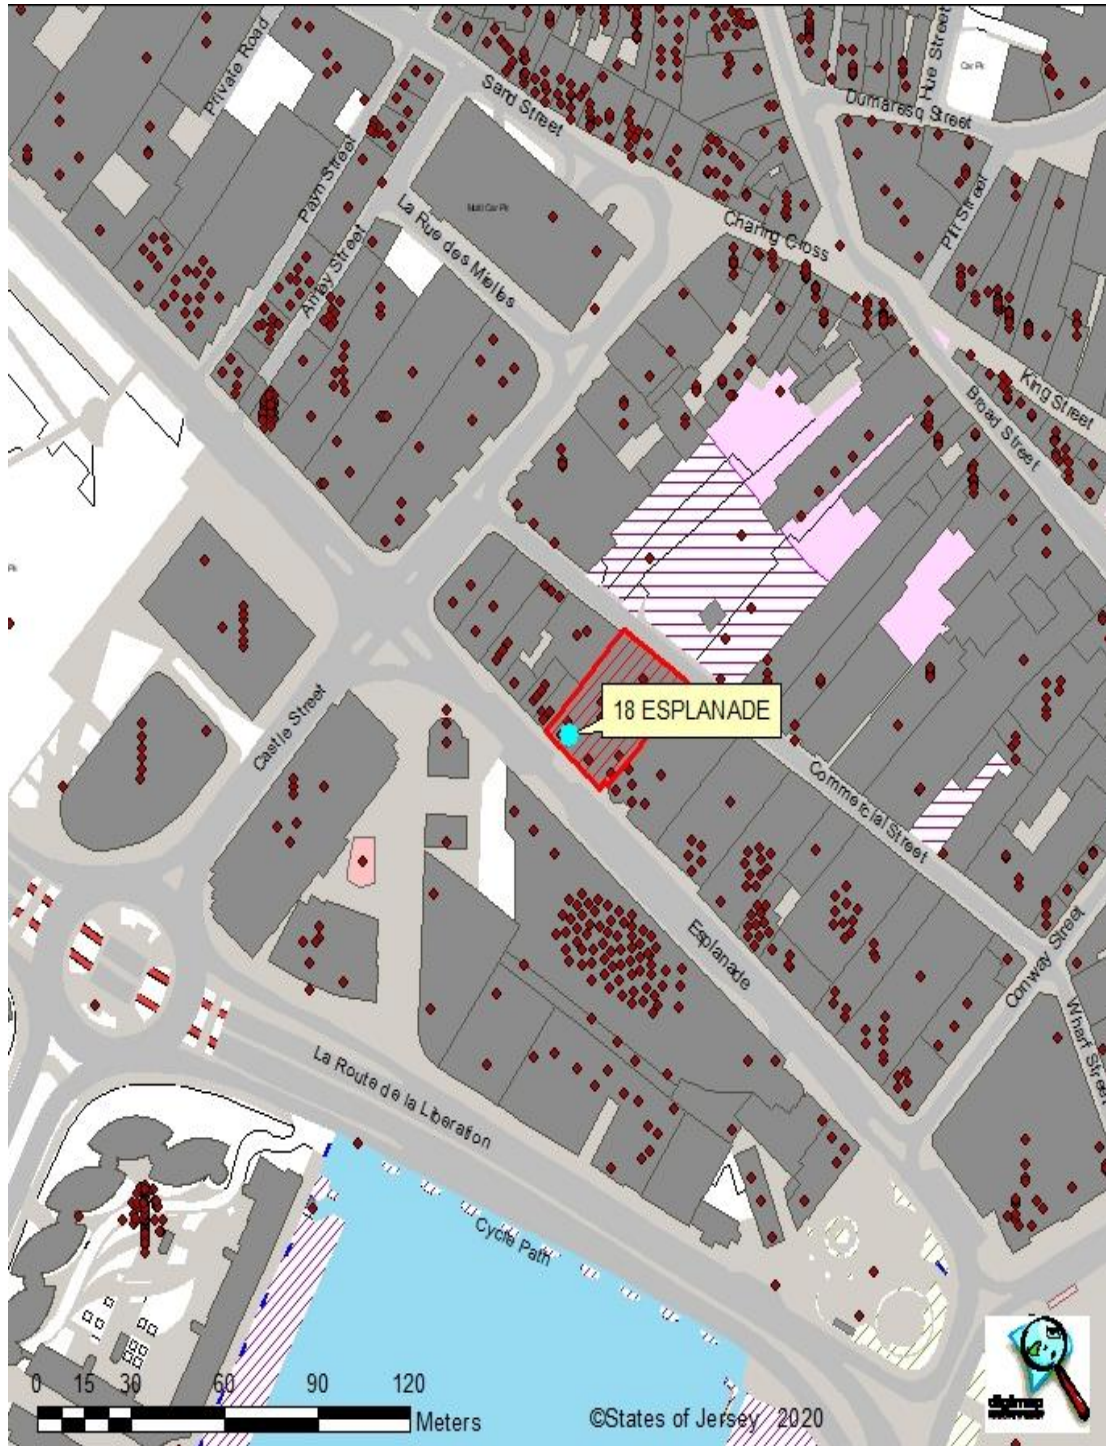 Private Road
Hue Street
Car Pk
Dumaresq Street
Sand Street
Payn Street
Multi Car Pk
Pitt Street
La Rue des Mielles
Charing Cross
Anley Street
King Street
Broad Street
Pk
18 ESPLANADE
Castle Street
Commercial Street
Esplanade
Conway Street
Wharf Street
La Route de la Liberation
Cycle Path
0 15 30 60 90 120
Meters
©States of Jersey 2020
digimap